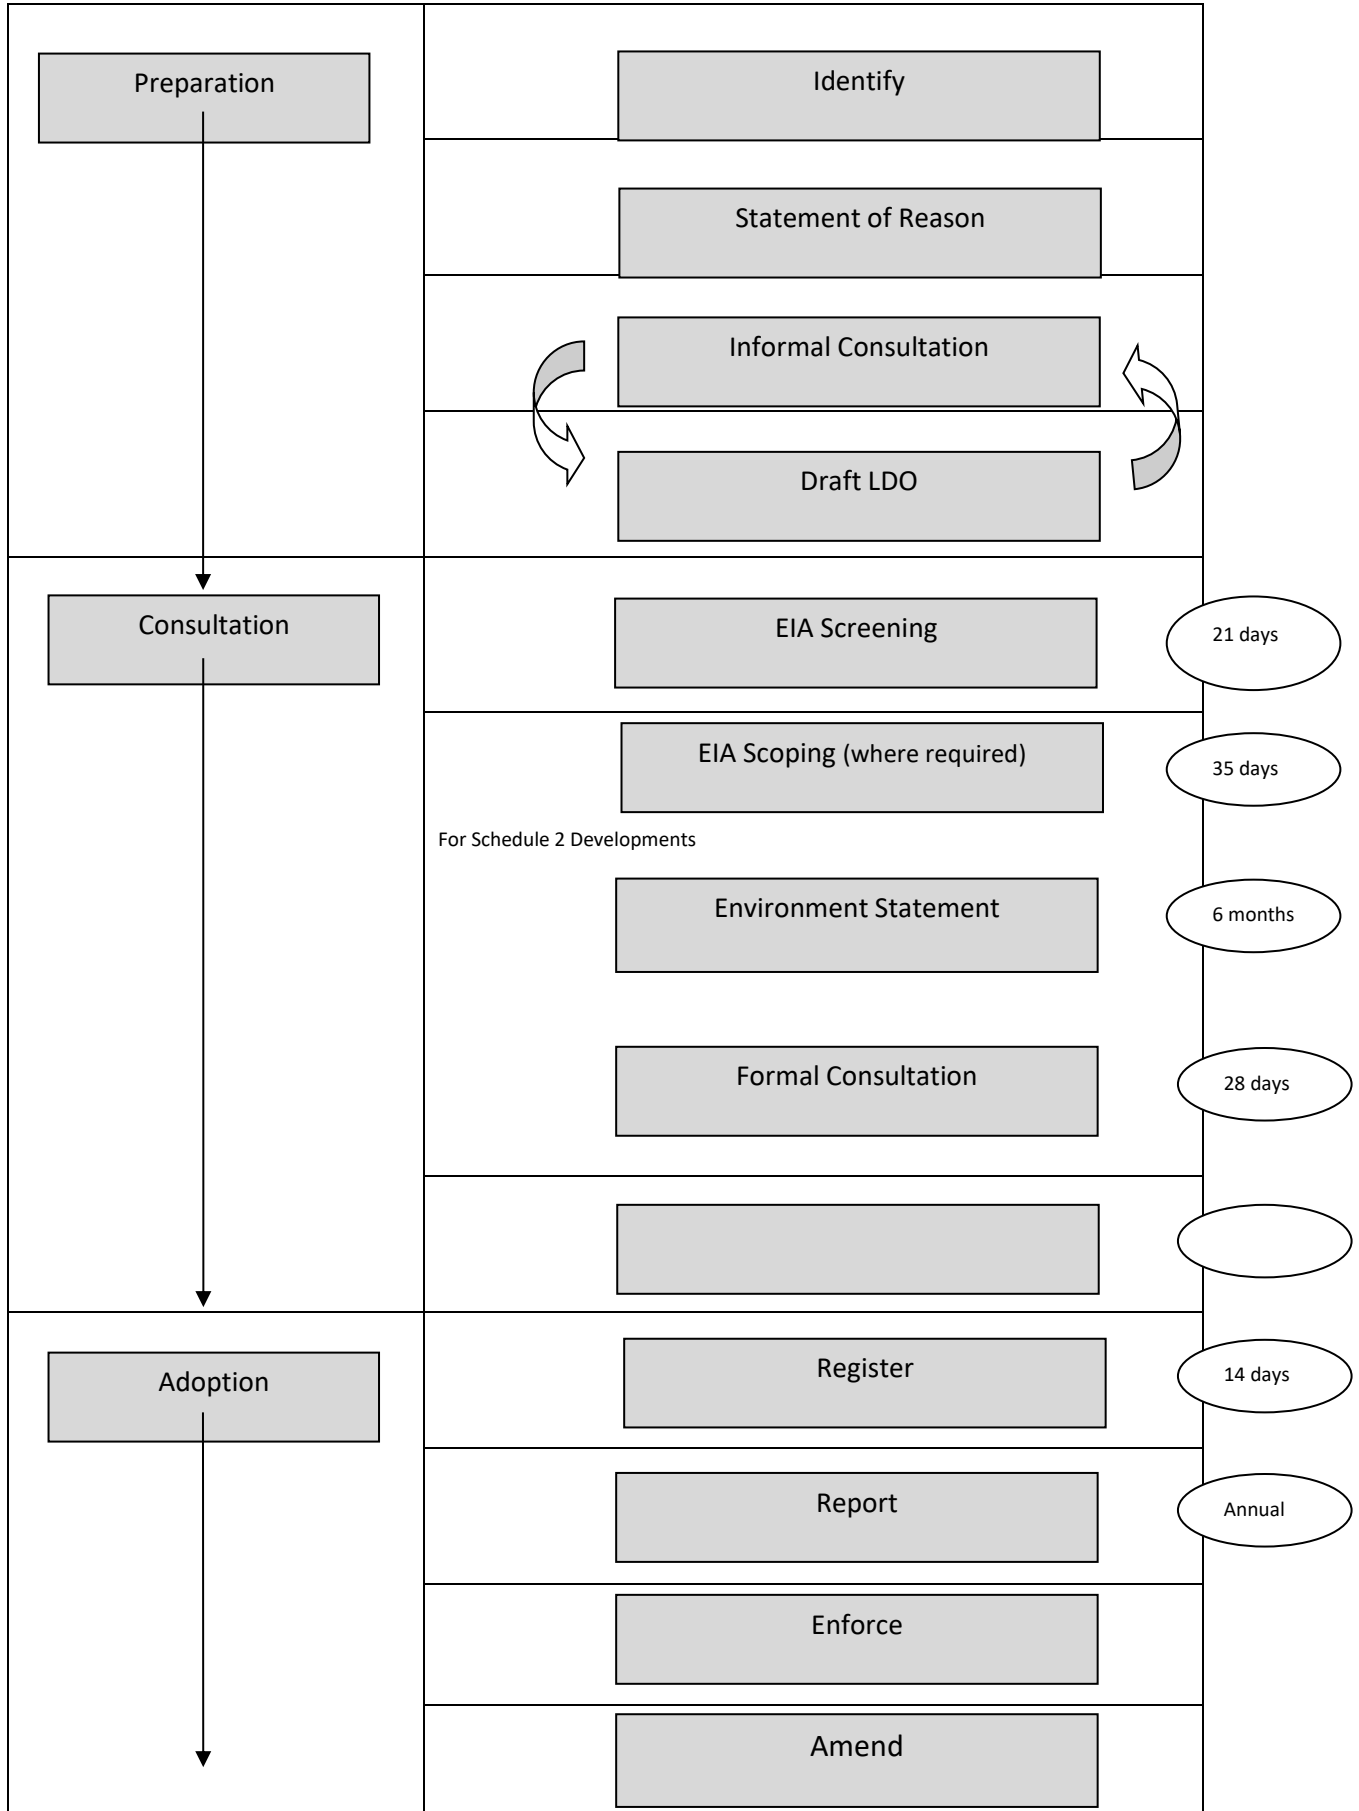 Preparation
Identify
Statement of Reason
Informal Consultation
Draft LDO
Consultation
EIA Screening
21 days
EIA Scoping (where required)
35 days
For Schedule 2 Developments
Environment Statement
6 months
Formal Consultation
28 days
Adoption
Register
14 days
Report
Annual
Enforce
Amend